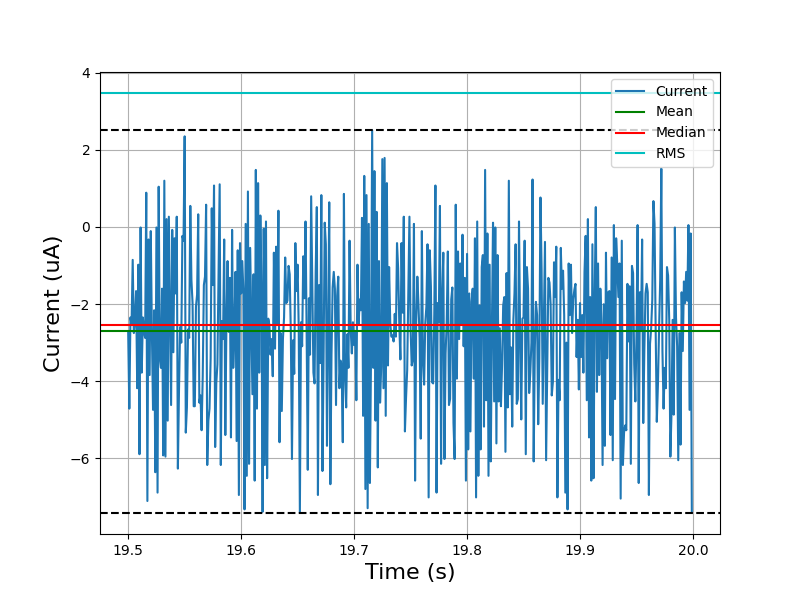 4
2
0
−2
−4
−6
Current (uA)
Current
Mean
Median
RMS
19.5 19.6 19.7 19.8 19.9 20.0
Time (s)